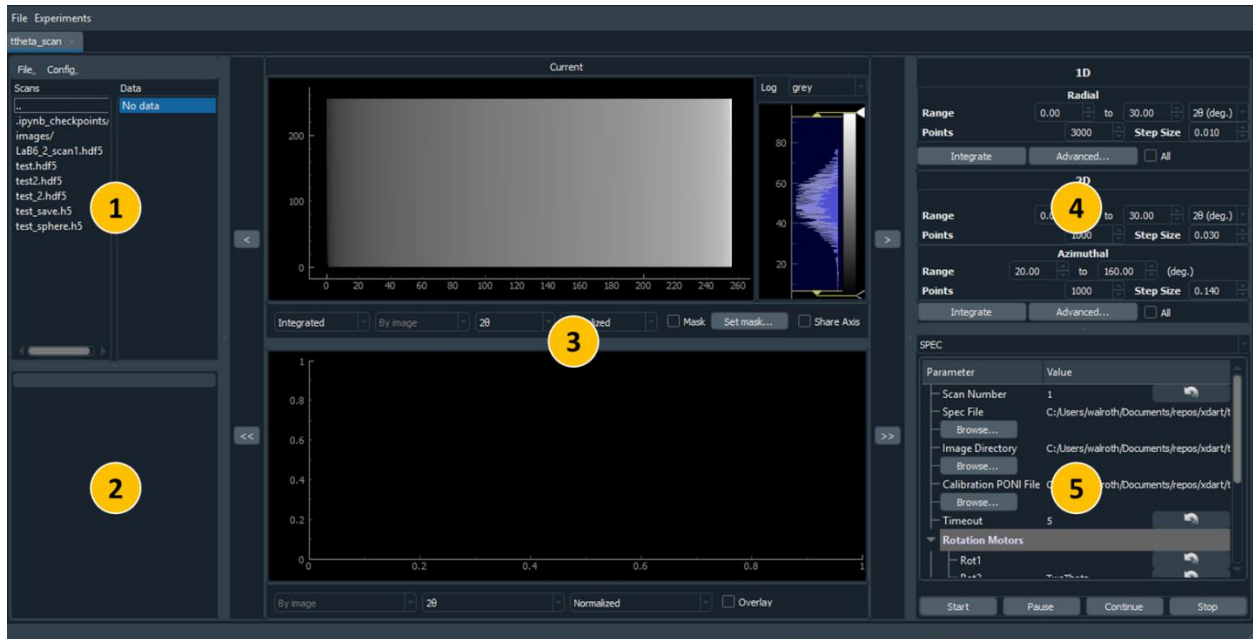 File Experiments
ttheta_scan
File Config
Scans Data
.. No data
.ipynb_checkpoints/
images/
LaB6_2_scan1.hdf5
test.hdf5
test2.hdf5
test_2.hdf5
test_save.h5
test_sphere.h5
1
2
<
<<
Current
200
100
0
0 20 40 60 80 100 120 140 160 180 200 220 240 260
Log grey
80
60
40
20
Integrated By image 2θ Mask Set mask... Share Axis
3
1
0.8
0.6
0.4
0.2
0
0 0.2 0.4 0.6 0.8 1
By image 2θ Normalized Overlay
>
>>
1D
Radial
Range 0.00 to 30.00 2θ (deg.)
Points 3000 Step Size 0.010
Integrate Advanced... All
2D
4
Range to 30.00 2θ (deg.)
Points 1000 Step Size 0.030
Azimuthal
Range 20.00 to 160.00 (deg.)
Points 1000 Step Size 0.140
Integrate Advanced... All
SPEC
Parameter Value
Scan Number 1
Spec File C:/Users/walroth/Documents/repos/xdart/t
Browse...
Image Directory C:/Users/walroth/Documents/repos/xdart/t
Browse...
Calibration PONI File roth/Documents/repos/xdart/t
5
Browse...
Timeout 5
Rotation Motors
Rot1
Start Pause Continue Stop